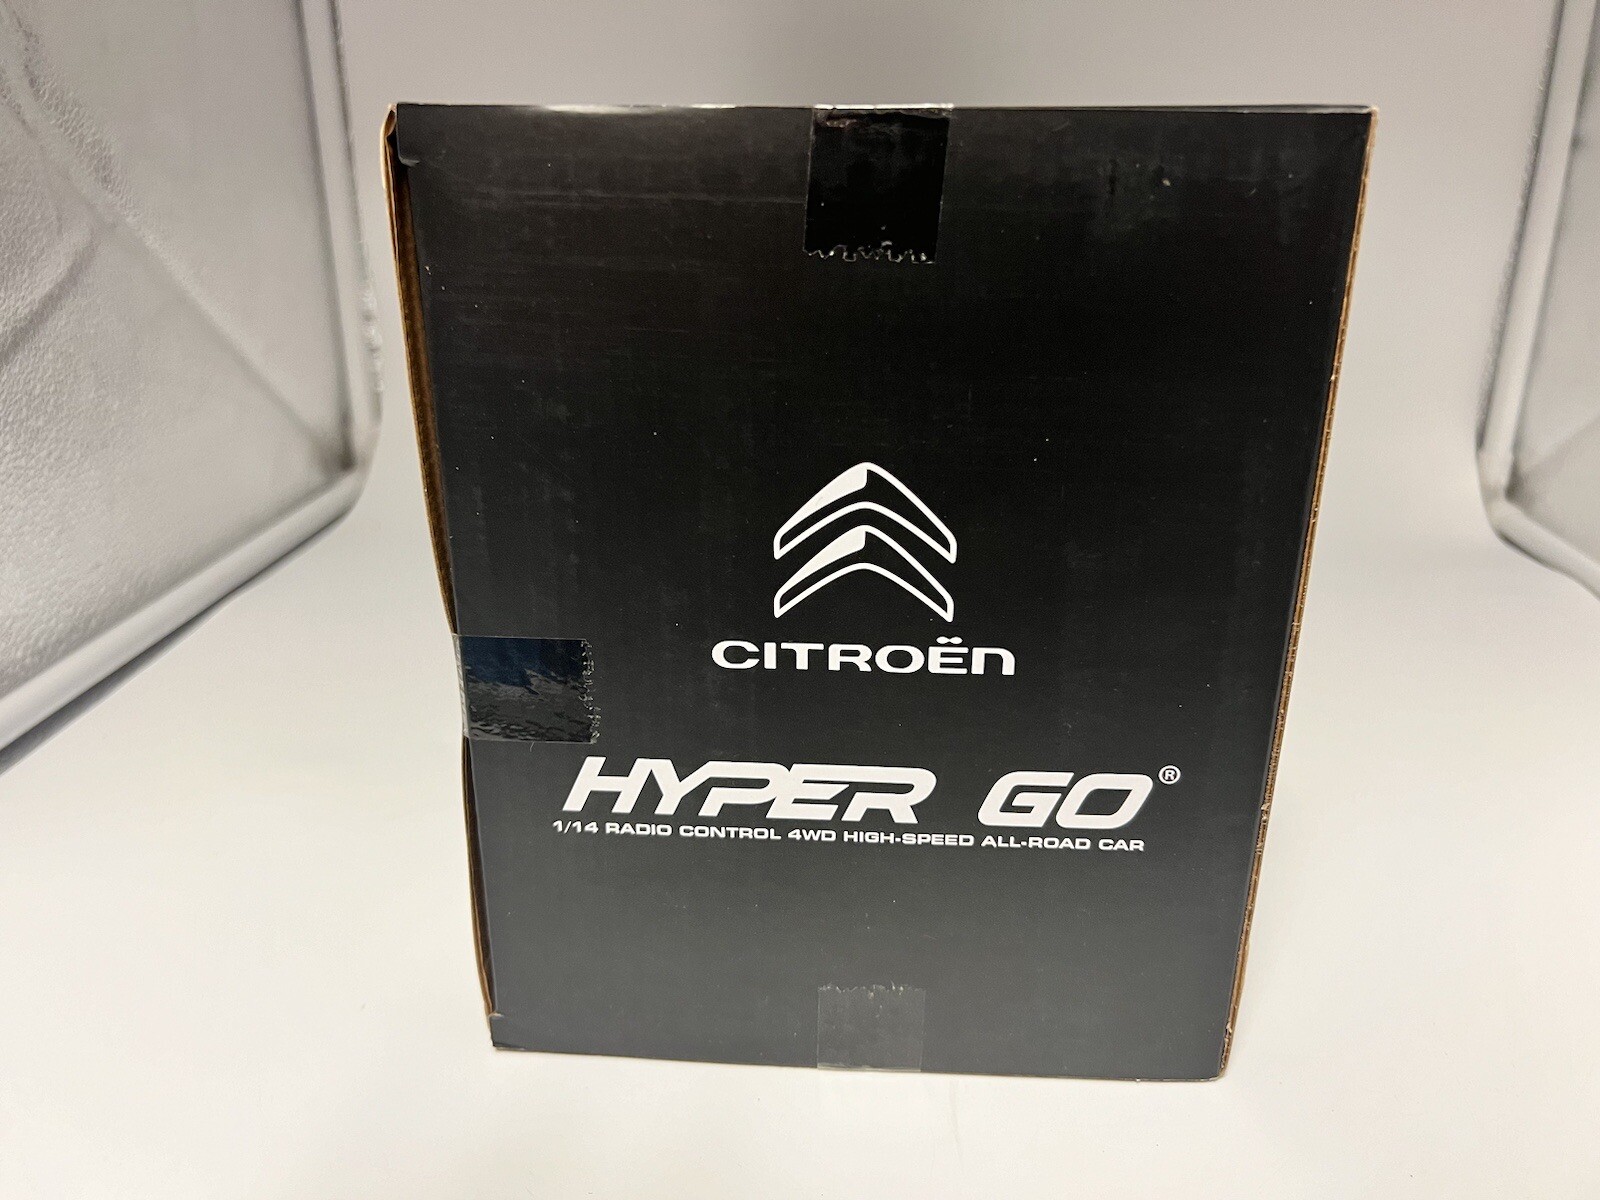 CITROËN
HYPER GO®
1/14 RADIO CONTROL 4WD HIGH-SPEED ALL-ROAD CAR